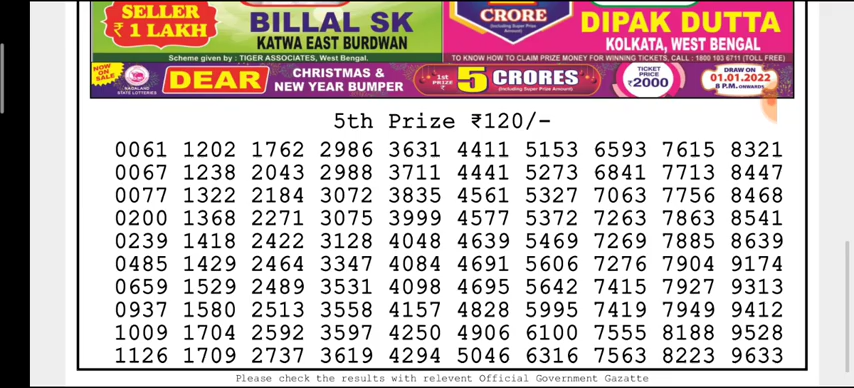 SELLER
₹ 1 LAKH
BILLAL SK
KATWA EAST BURDWAN
Scheme given by : TIGER ASSOCIATES, West Bengal.
CRORE
(Including Super Prize Amount)
DIPAK DUTTA
KOLKATA, WEST BENGAL
TO KNOW HOW TO CLAIM PRIZE MONEY FOR WINNING TICKETS, CALL : 1800 103 6711 (TOLL FREE)
NOW ON SALE
NAGALAND STATE LOTTERIES
DEAR
CHRISTMAS &
NEW YEAR BUMPER
1st PRIZE ₹ 5 CRORES
(Including Super Prize Amount)
TICKET PRICE
₹2000
DRAW ON
01.01.2022
8 P.M. ONWARDS
5th Prize ₹120/-
0061 1202 1762 2986 3631 4411 5153 6593 7615 8321
0067 1238 2043 2988 3711 4441 5273 6841 7713 8447
0077 1322 2184 3072 3835 4561 5327 7063 7756 8468
0200 1368 2271 3075 3999 4577 5372 7263 7863 8541
0239 1418 2422 3128 4048 4639 5469 7269 7885 8639
0485 1429 2464 3347 4084 4691 5606 7276 7904 9174
0659 1529 2489 3531 4098 4695 5642 7415 7927 9313
0937 1580 2513 3558 4157 4828 5995 7419 7949 9412
1009 1704 2592 3597 4250 4906 6100 7555 8188 9528
1126 1709 2737 3619 4294 5046 6316 7563 8223 9633
Please check the results with relevent Official Government Gazatte